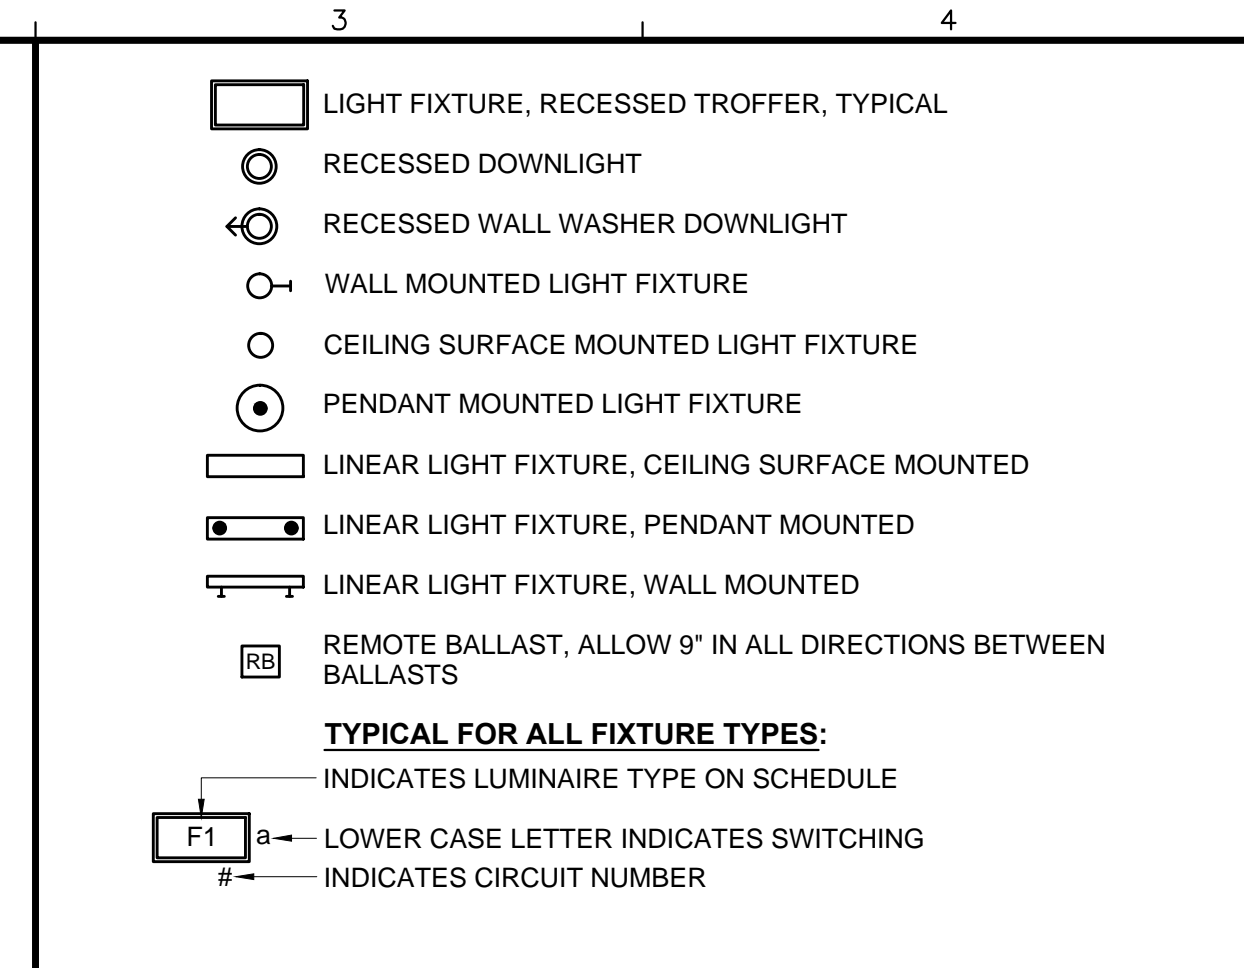 3 4
LIGHT FIXTURE, RECESSED TROFFER, TYPICAL
RECESSED DOWNLIGHT
RECESSED WALL WASHER DOWNLIGHT
WALL MOUNTED LIGHT FIXTURE
CEILING SURFACE MOUNTED LIGHT FIXTURE
PENDANT MOUNTED LIGHT FIXTURE
LINEAR LIGHT FIXTURE, CEILING SURFACE MOUNTED
LINEAR LIGHT FIXTURE, PENDANT MOUNTED
LINEAR LIGHT FIXTURE, WALL MOUNTED
RB REMOTE BALLAST, ALLOW 9" IN ALL DIRECTIONS BETWEEN
BALLASTS
TYPICAL FOR ALL FIXTURE TYPES:
INDICATES LUMINAIRE TYPE ON SCHEDULE
F1 a LOWER CASE LETTER INDICATES SWITCHING
# INDICATES CIRCUIT NUMBER